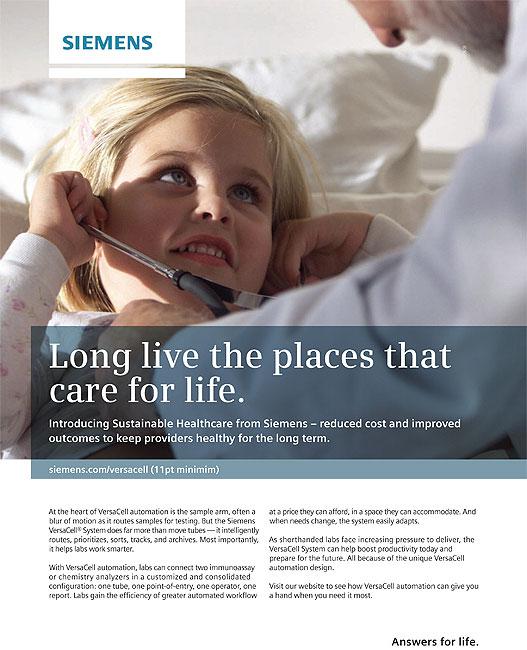 SIEMENS
Long live the places that
care for life.
Introducing Sustainable Healthcare from Siemens – reduced cost and improved
outcomes to keep providers healthy for the long term.
siemens.com/versacell (11pt minimim)
At the heart of VersaCell automation is the sample arm, often a
blur of motion as it routes samples for testing. But the Siemens
VersaCell® System does far more than move tubes — it intelligently
routes, prioritizes, sorts, tracks, and archives. Most importantly,
it helps labs work smarter.
With VersaCell automation, labs can connect two immunoassay
or chemistry analyzers in a customized and consolidated
configuration: one tube, one point-of-entry, one operator, one
report. Labs gain the efficiency of greater automated workflow
at a price they can afford, in a space they can accommodate. And
when needs change, the system easily adapts.
As shorthanded labs face increasing pressure to deliver, the
VersaCell System can help boost productivity today and
prepare for the future. All because of the unique VersaCell
automation design.
Visit our website to see how VersaCell automation can give you
a hand when you need it most.
Answers for life.